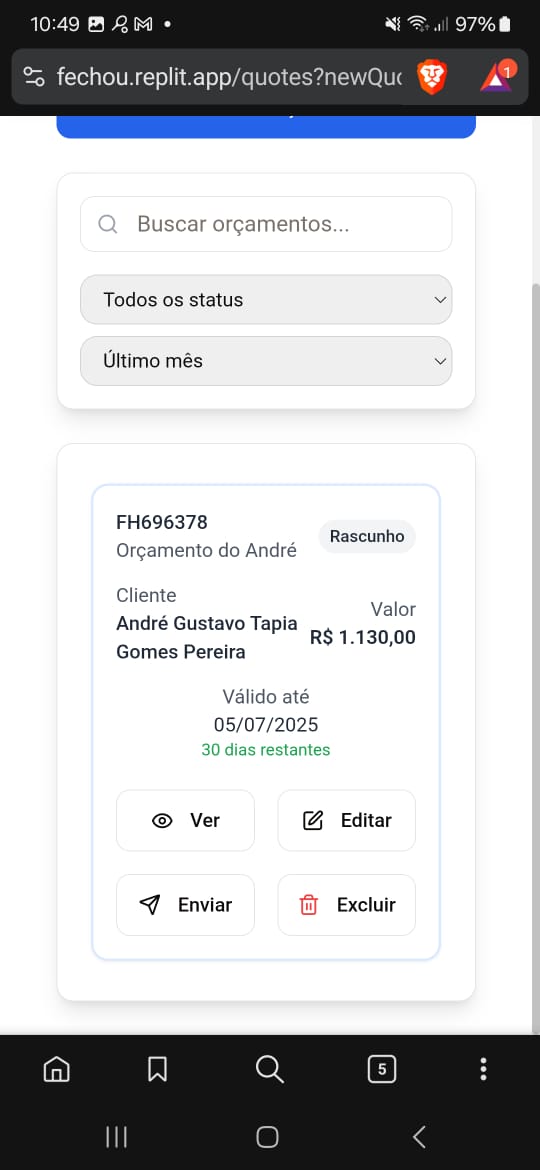 10:49
97%
fechou.replit.app/quotes?newQuo
1
Buscar orçamentos...
Todos os status
Último mês
FH696378
Orçamento do André
Rascunho
Cliente
André Gustavo Tapia
Gomes Pereira
Valor
R$ 1.130,00
Válido até
05/07/2025
30 dias restantes
Ver
Editar
Enviar
Excluir
5